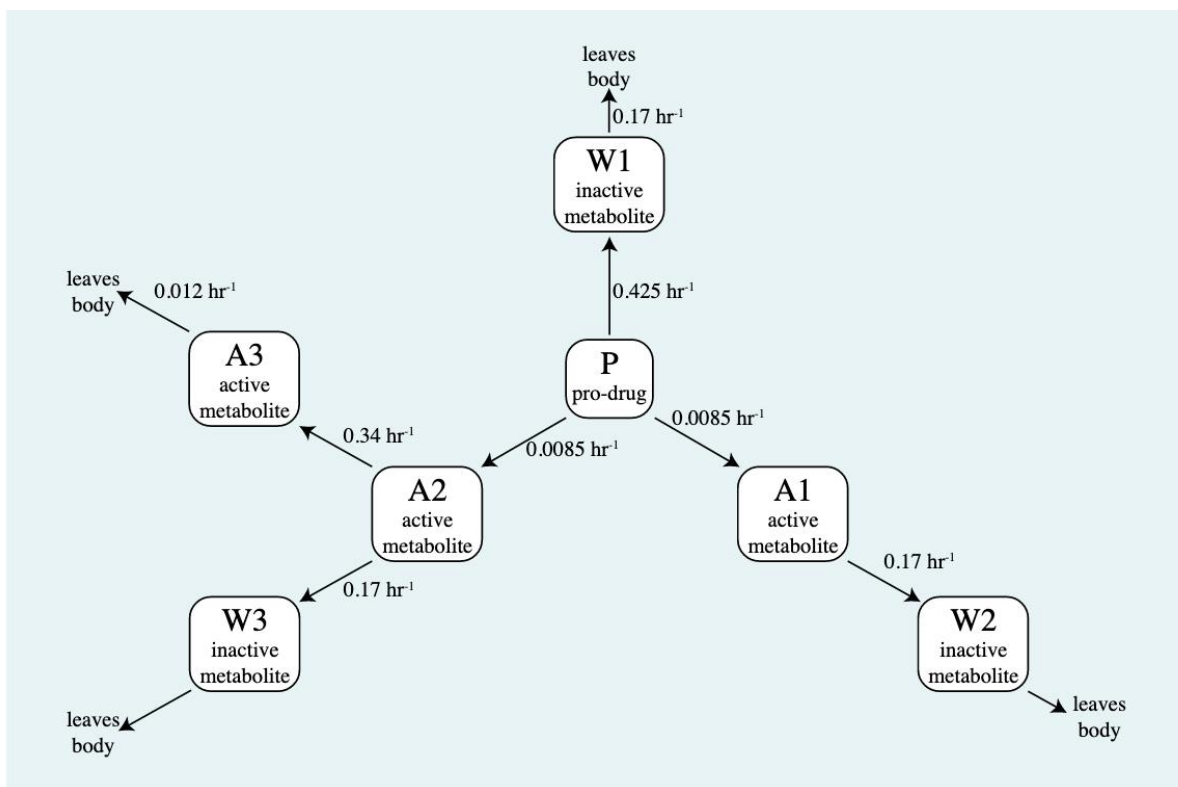 leaves
body
0.17 hr⁻¹
W1
inactive
metabolite
0.425 hr⁻¹
leaves
body
0.012 hr⁻¹
A3
active
metabolite
P
pro-drug
0.34 hr⁻¹
0.0085 hr⁻¹
0.0085 hr⁻¹
A2
active
metabolite
A1
active
metabolite
0.17 hr⁻¹
0.17 hr⁻¹
W3
inactive
metabolite
W2
inactive
metabolite
leaves
body
leaves
body